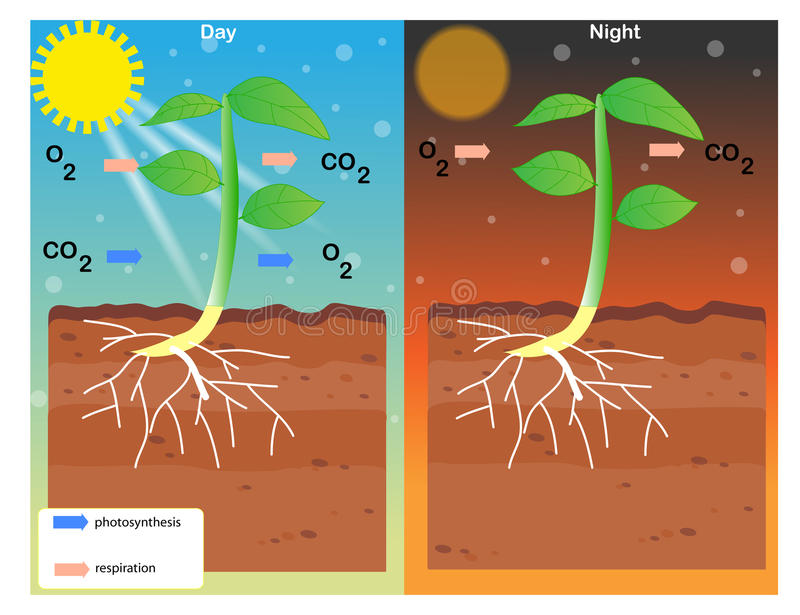 Day
Night
O2
CO2
CO2
O2
O2
CO2
dreamstime
photosynthesis
respiration